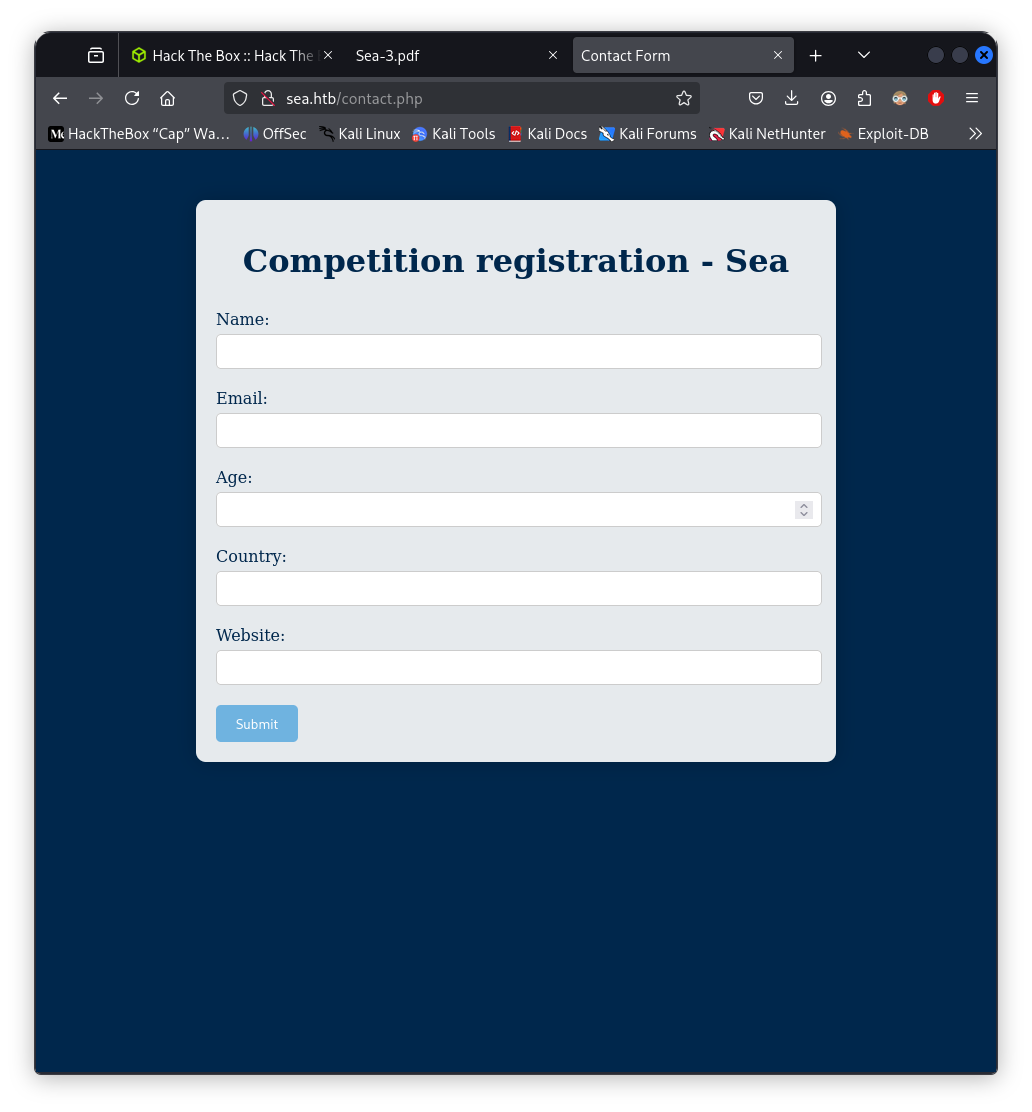 Hack The Box :: Hack The Sea-3.pdf Contact Form
sea.htb/contact.php
HackTheBox “Cap” Wa... OffSec Kali Linux Kali Tools Kali Docs Kali Forums Kali NetHunter Exploit-DB
Competition registration - Sea
Name:
Email:
Age:
Country:
Website:
Submit